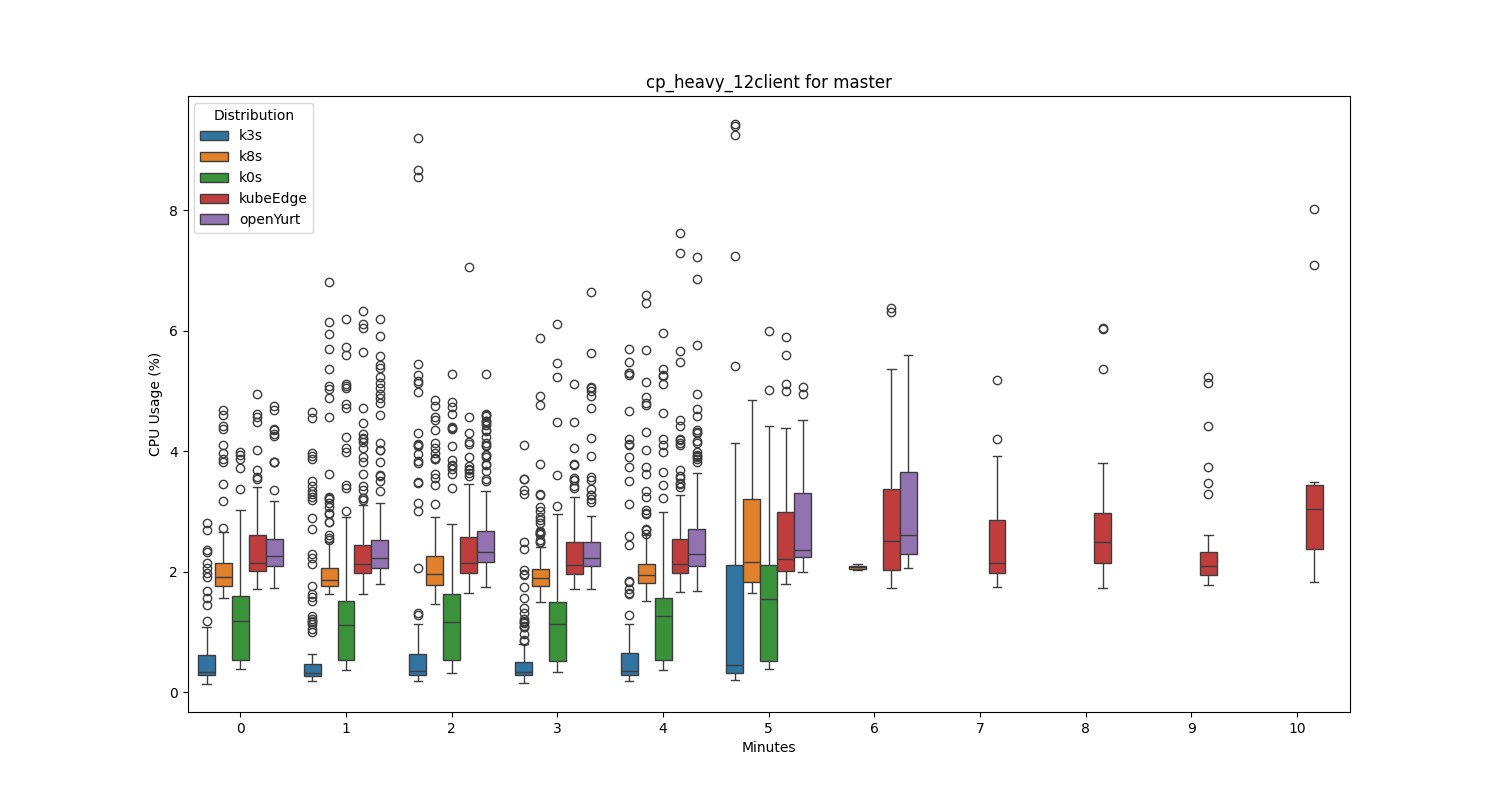 cp_heavy_12client for master
Distribution
k3s
k8s
k0s
kubeEdge
openYurt
CPU Usage (%)
8
6
4
2
0
0 1 2 3 4 5 6 7 8 9 10
Minutes